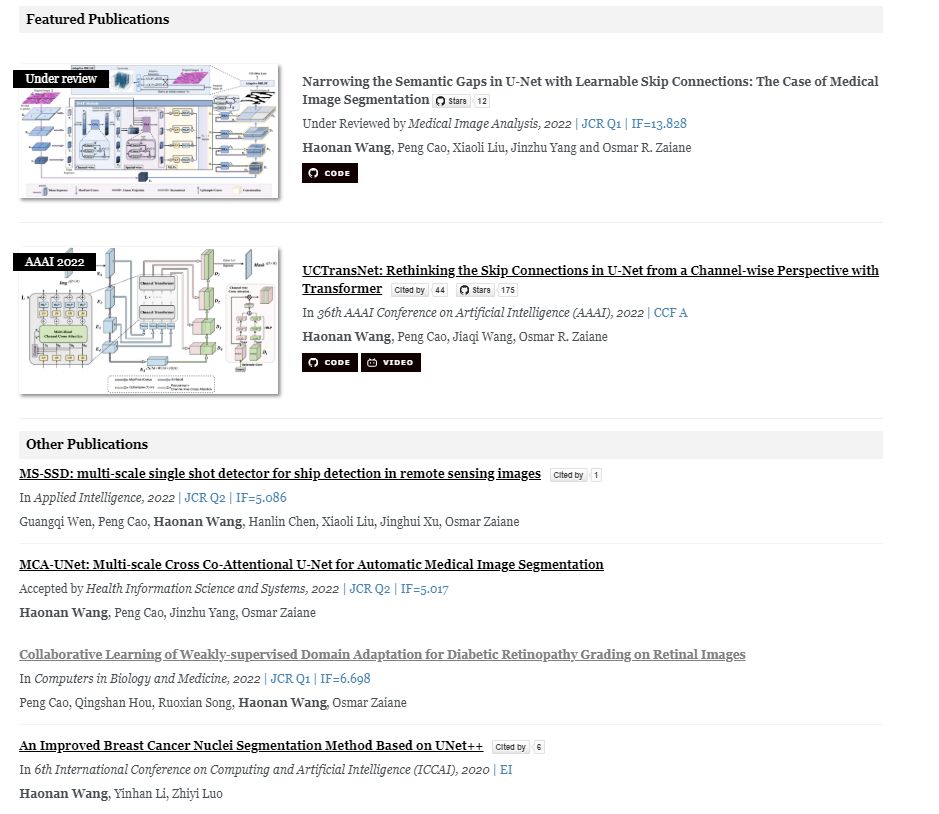 Featured Publications
Under review
Narrowing the Semantic Gaps in U-Net with Learnable Skip Connections: The Case of Medical
Image Segmentation Stars 12
Under Reviewed by Medical Image Analysis, 2022 | JCR Q1 | IF=13.828
Haonan Wang, Peng Cao, Xiaoli Liu, Jinzhu Yang and Osmar R. Zaiane
CODE
AAAI 2022
UCTransNet: Rethinking the Skip Connections in U-Net from a Channel-wise Perspective with
Transformer Cited by 44 Stars 175
In 36th AAAI Conference on Artificial Intelligence (AAAI), 2022 | CCF A
Haonan Wang, Peng Cao, Jiaqi Wang, Osmar R. Zaiane
CODE VIDEO
Channel Transformer
Channel Transformer
Multi-Head
Channel Cross Attention
Other Publications
MS-SSD: multi-scale single shot detector for ship detection in remote sensing images Cited by 1
In Applied Intelligence, 2022 | JCR Q2 | IF=5.086
Guangqi Wen, Peng Cao, Haonan Wang, Hanlin Chen, Xiaoli Liu, Jinghui Xu, Osmar Zaiane
MCA-UNet: Multi-scale Cross Co-Attentional U-Net for Automatic Medical Image Segmentation
Accepted by Health Information Science and Systems, 2022 | JCR Q2 | IF=5.017
Haonan Wang, Peng Cao, Jinzhu Yang, Osmar Zaiane
Collaborative Learning of Weakly-supervised Domain Adaptation for Diabetic Retinopathy Grading on Retinal Images
In Computers in Biology and Medicine, 2022 | JCR Q1 | IF=6.698
Peng Cao, Qingshan Hou, Ruoxian Song, Haonan Wang, Osmar Zaiane
An Improved Breast Cancer Nuclei Segmentation Method Based on UNet++ Cited by 6
In 6th International Conference on Computing and Artificial Intelligence (ICCAI), 2020 | EI
Haonan Wang, Yinhan Li, Zhiyi Luo